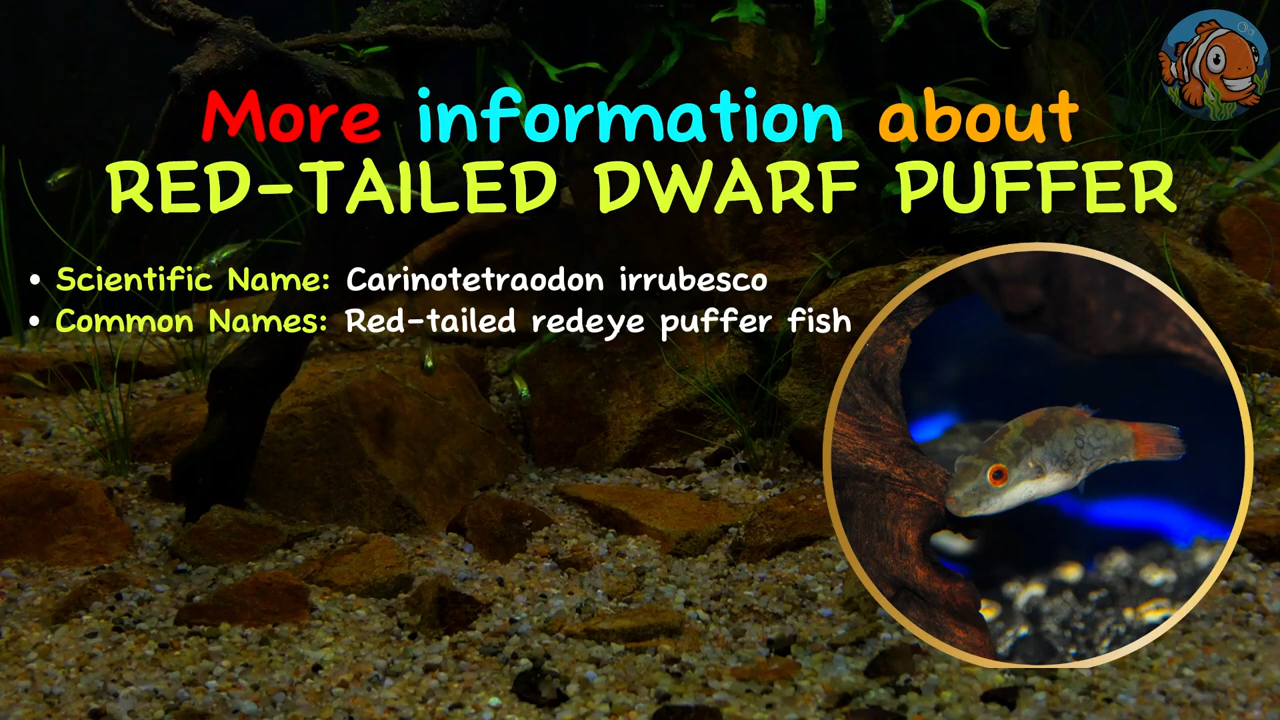 More information about
RED-TAILED DWARF PUFFER
• Scientific Name: Carinotetraodon irrubesco
• Common Names: Red-tailed redeye puffer fish